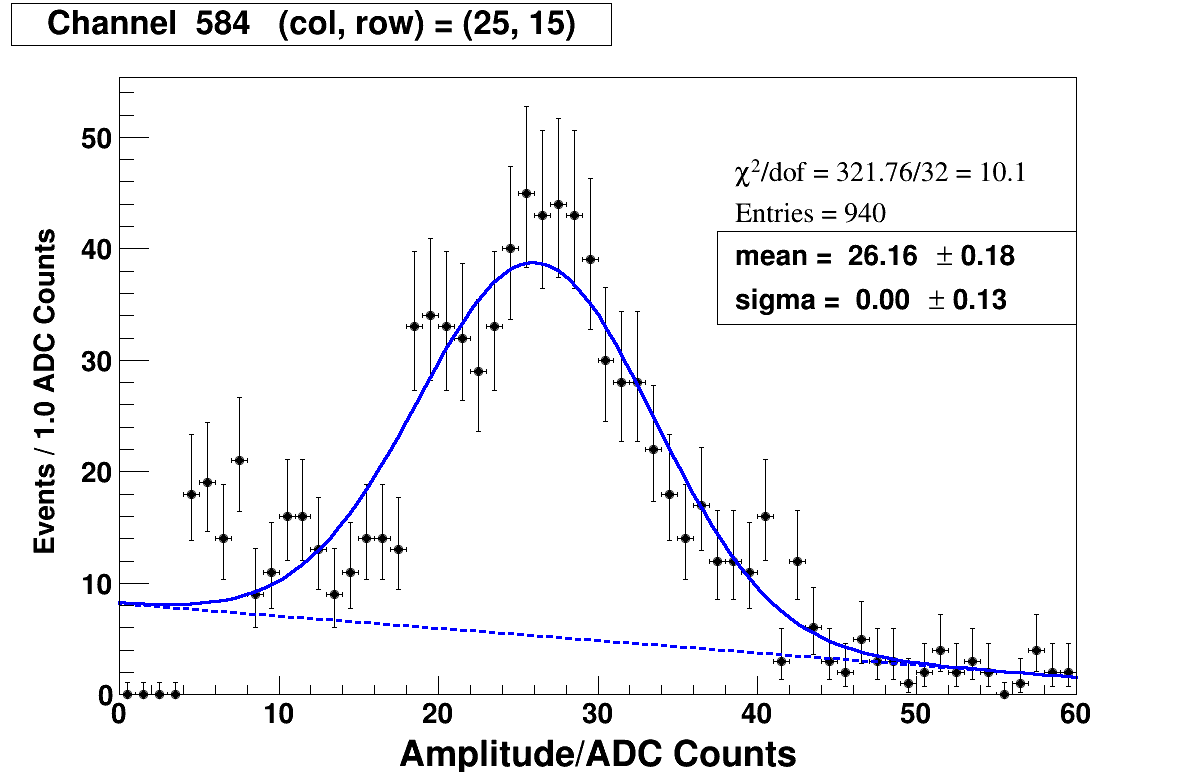 Channel 584 (col, row) = (25, 15)
χ²/dof = 321.76/32 = 10.1
Entries = 940
mean = 26.16 ± 0.18
sigma = 0.00 ± 0.13
Events / 1.0 ADC Counts
50
40
30
20
10
0
0 10 20 30 40 50 60
Amplitude/ADC Counts